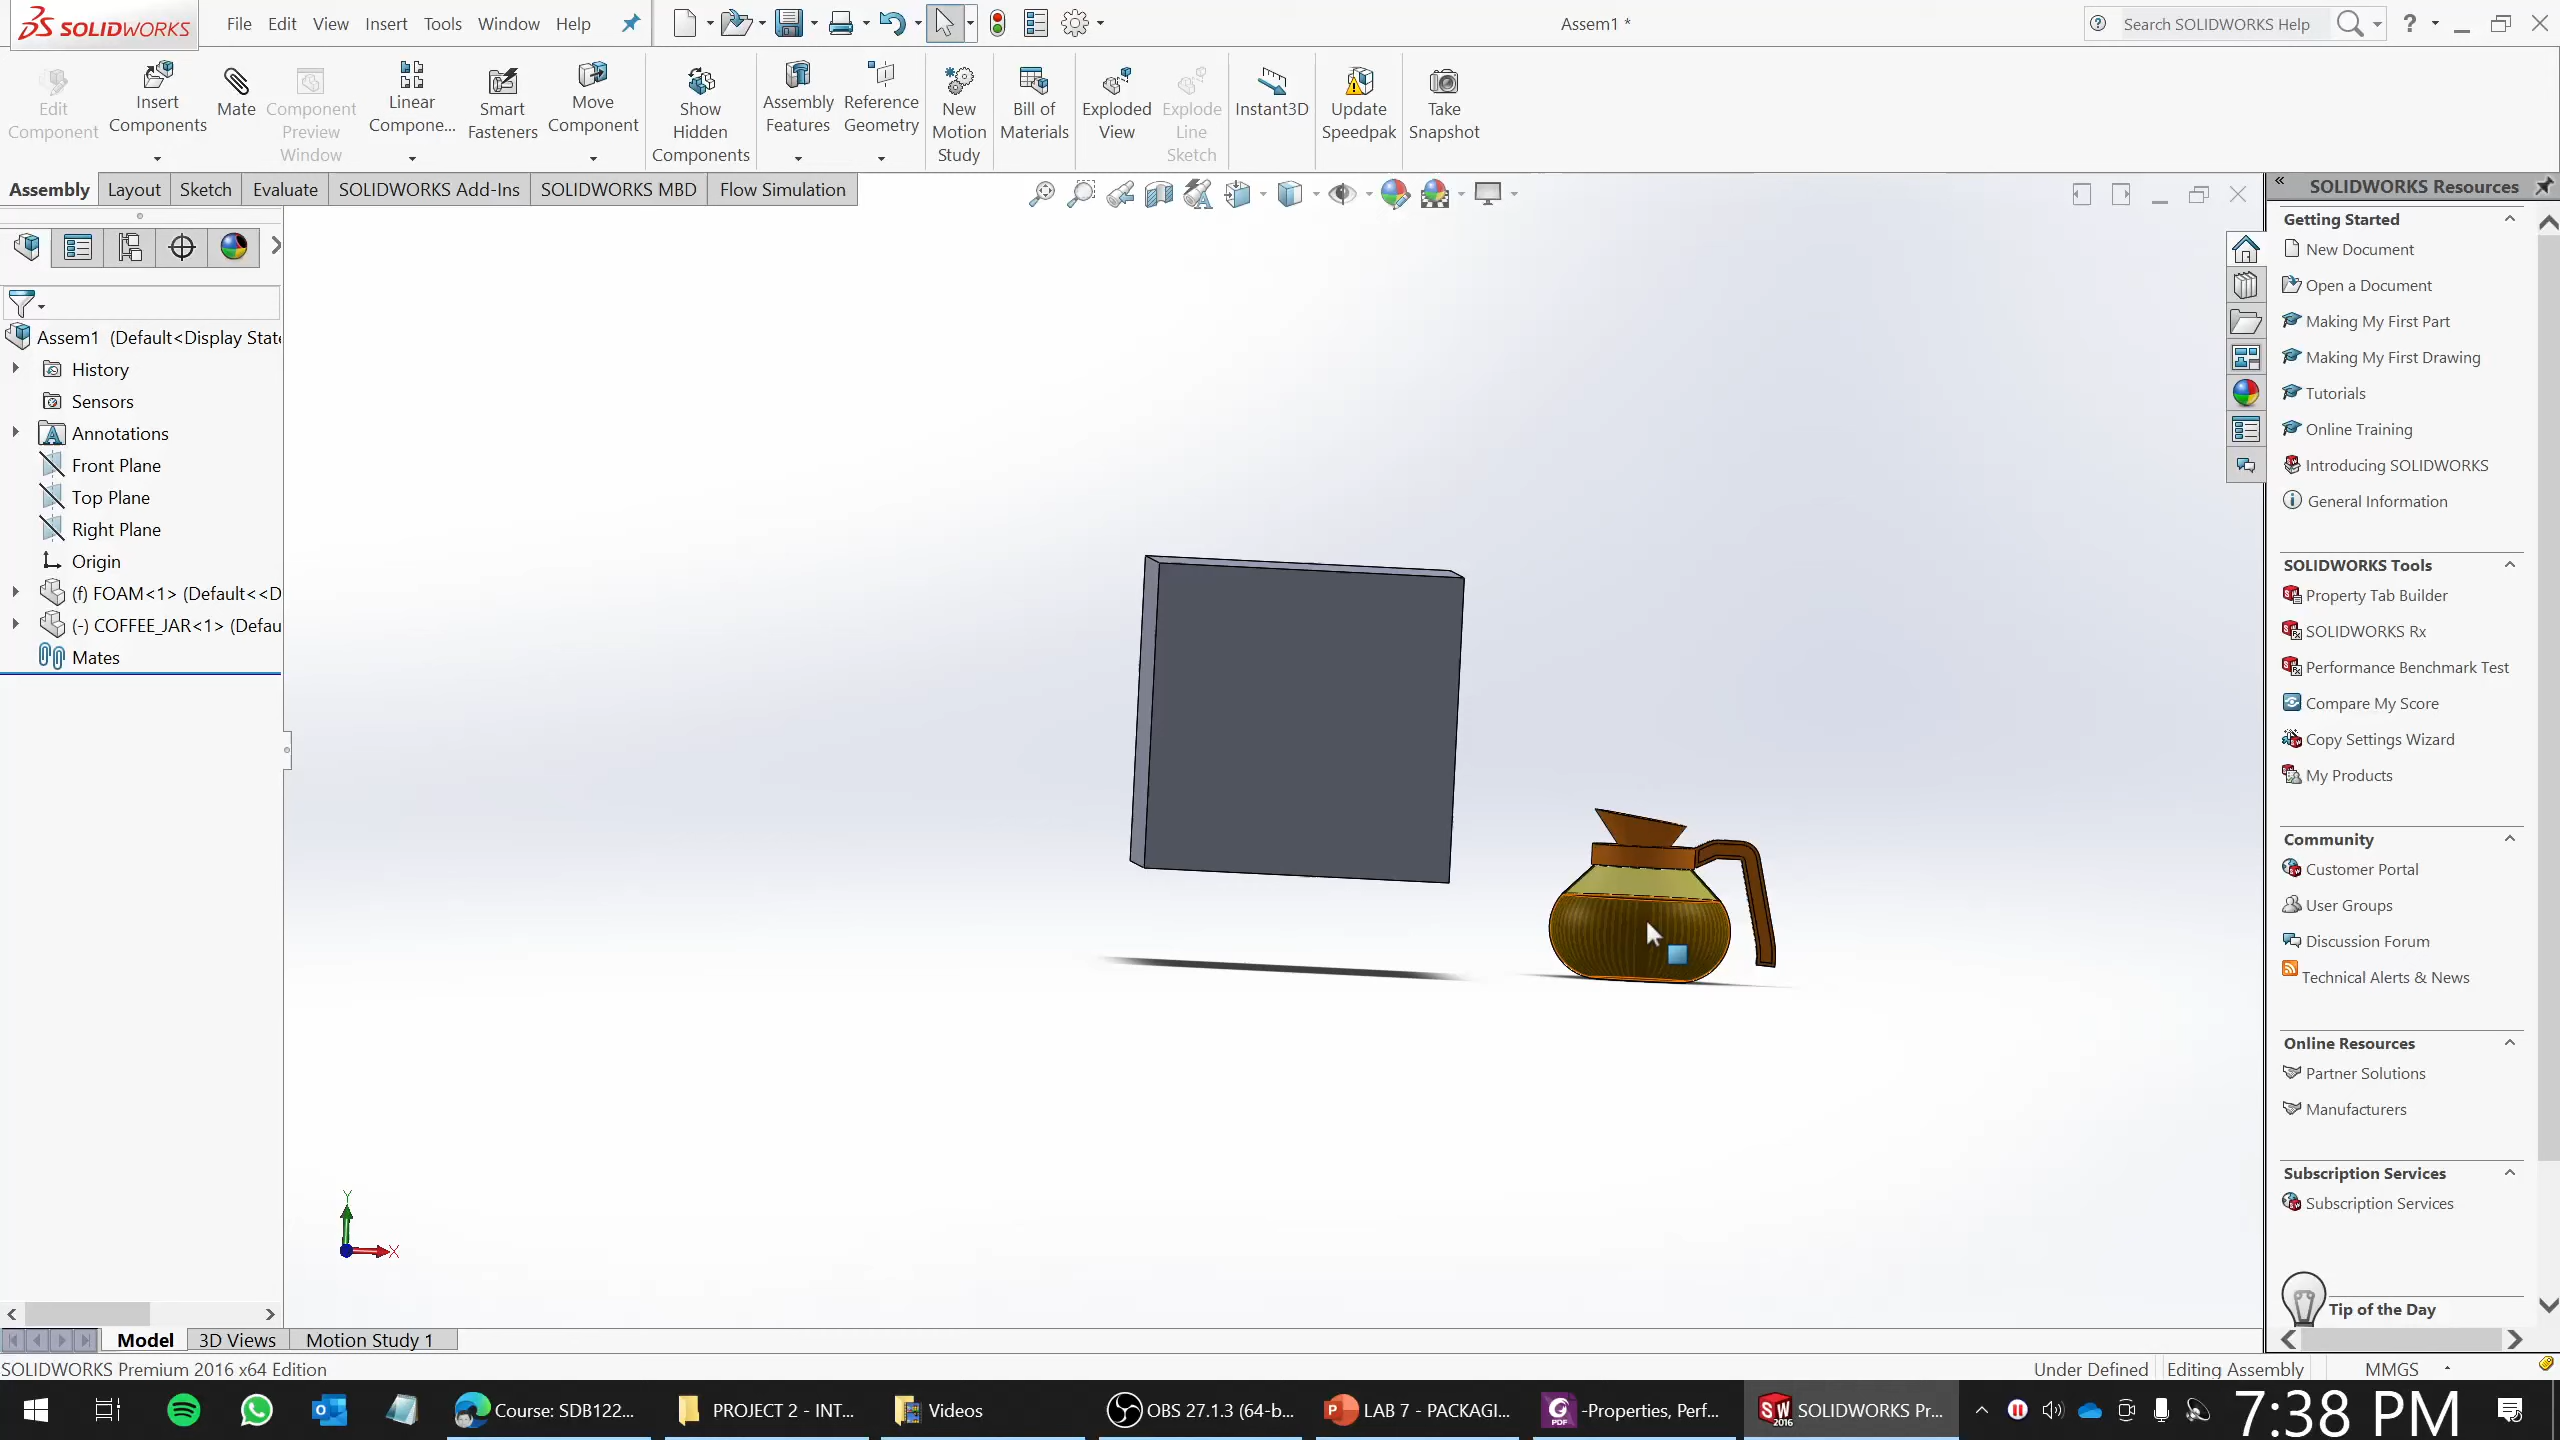 SOLIDWORKS
File Edit View Insert Tools Window Help
Assem1 *
Search SOLIDWORKS Help
Edit Component
Insert Components
Mate
Component Preview Window
Linear Compone...
Smart Fasteners
Move Component
Show Hidden Components
Assembly Features
Reference Geometry
New Motion Study
Bill of Materials
Exploded View
Explode Line Sketch
Instant3D
Update Speedpak
Take Snapshot
Assembly Layout Sketch Evaluate SOLIDWORKS Add-Ins SOLIDWORKS MBD Flow Simulation
Assem1 (Default<Display State
History
Sensors
Annotations
Front Plane
Top Plane
Right Plane
Origin
(f) FOAM<1> (Default<<D
(-) COFFEE_JAR<1> (Defau
Mates
Y
X
SOLIDWORKS Resources
Getting Started
New Document
Open a Document
Making My First Part
Making My First Drawing
Tutorials
Online Training
Introducing SOLIDWORKS
General Information
SOLIDWORKS Tools
Property Tab Builder
SOLIDWORKS Rx
Performance Benchmark Test
Compare My Score
Copy Settings Wizard
My Products
Community
Customer Portal
User Groups
Discussion Forum
Technical Alerts & News
Online Resources
Partner Solutions
Manufacturers
Subscription Services
Subscription Services
Tip of the Day
Model 3D Views Motion Study 1
SOLIDWORKS Premium 2016 x64 Edition
Under Defined Editing Assembly MMGS
Course: SDB122... PROJECT 2 - INT... Videos OBS 27.1.3 (64-b... LAB 7 - PACKAGI... -Properties, Perf... SOLIDWORKS Pr... 7:38 PM